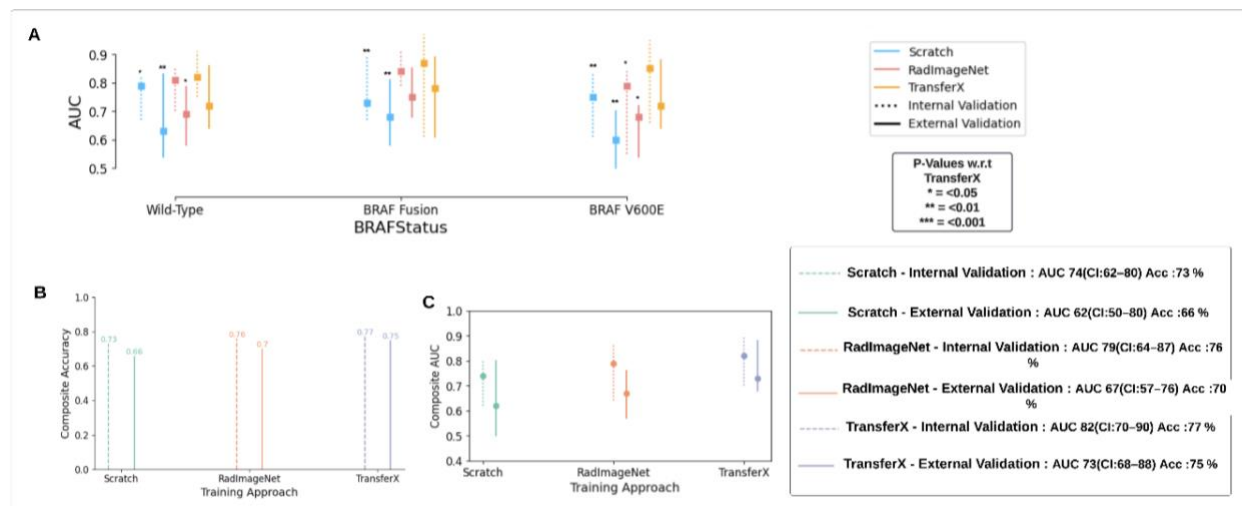 A
AUC
0.9
0.8
0.7
0.6
0.5
* ** *
** **
** ** * *
Wild-Type BRAF Fusion BRAF V600E
BRAFStatus
Scratch
RadImageNet
TransferX
Internal Validation
External Validation
P-Values w.r.t
TransferX
* = <0.05
** = <0.01
*** = <0.001
B
Composite Accuracy
1.0
0.8
0.6
0.4
0.2
0.0
0.73 0.66 0.76 0.7 0.77 0.75
Scratch RadImageNet TransferX
Training Approach
C
Composite AUC
1.0
0.9
0.8
0.7
0.6
0.5
0.4
Scratch RadImageNet TransferX
Training Approach
Scratch - Internal Validation : AUC 74(CI:62–80) Acc :73 %
Scratch - External Validation : AUC 62(CI:50–80) Acc :66 %
RadImageNet - Internal Validation : AUC 79(CI:64–87) Acc :76
%
RadImageNet - External Validation : AUC 67(CI:57–76) Acc :70
%
TransferX - Internal Validation : AUC 82(CI:70–90) Acc :77 %
TransferX - External Validation : AUC 73(CI:68–88) Acc :75 %